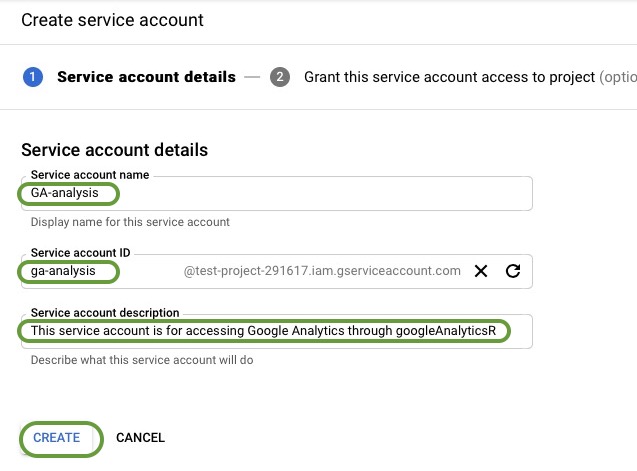 Create service account
1 Service account details — 2 Grant this service account access to project (optio
Service account details
Service account name
GA-analysis
Display name for this service account
Service account ID
ga-analysis @test-project-291617.iam.gserviceaccount.com
Service account description
This service account is for accessing Google Analytics through googleAnalyticsR
Describe what this service account will do
CREATE CANCEL